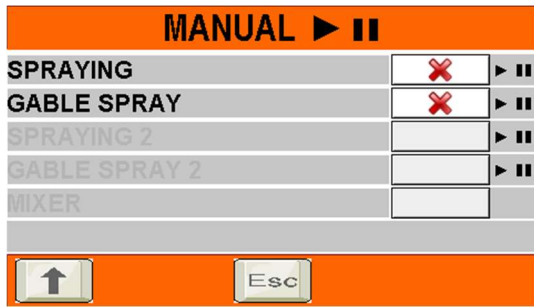 MANUAL ▶ ⏸
SPRAYING
GABLE SPRAY
SPRAYING 2
GABLE SPRAY 2
MIXER
Esc